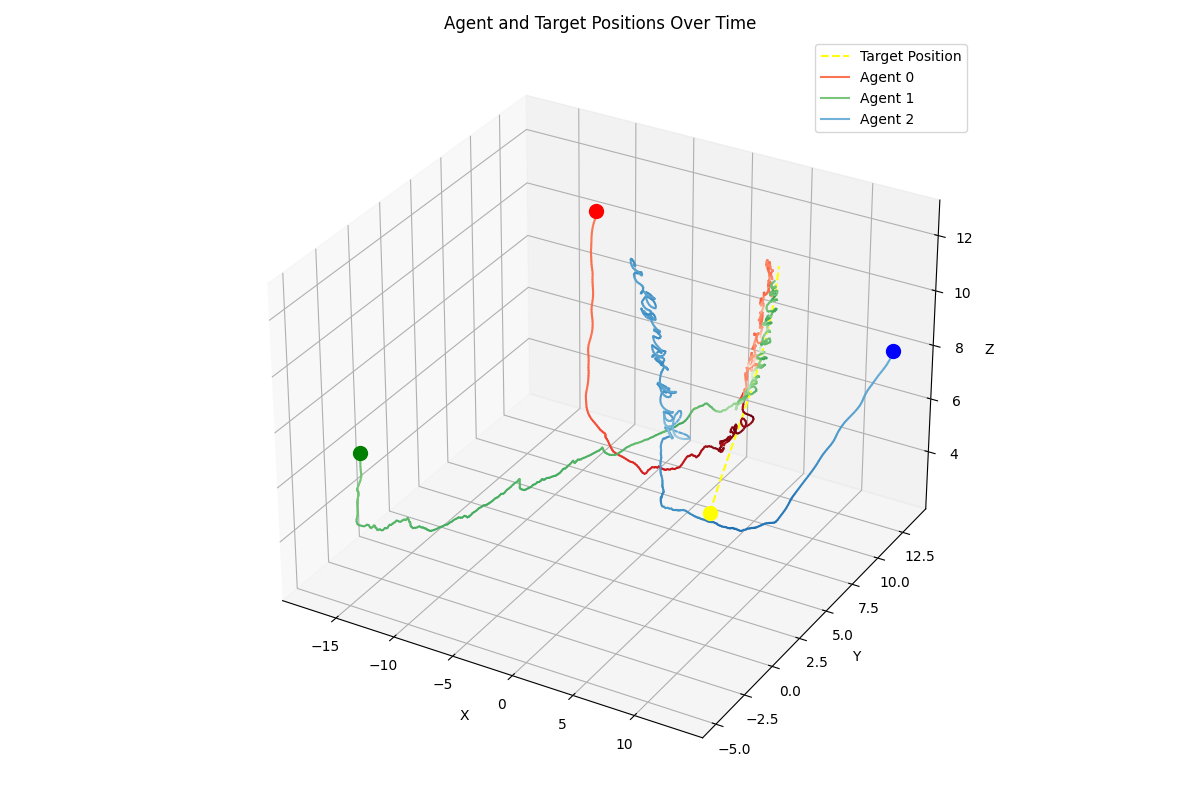 Agent and Target Positions Over Time
Target Position
Agent 0
Agent 1
Agent 2
12
10
8
6
4
Z
12.5
10.0
7.5
5.0
2.5
0.0
−2.5
−5.0
Y
−15
−10
−5
0
5
10
X